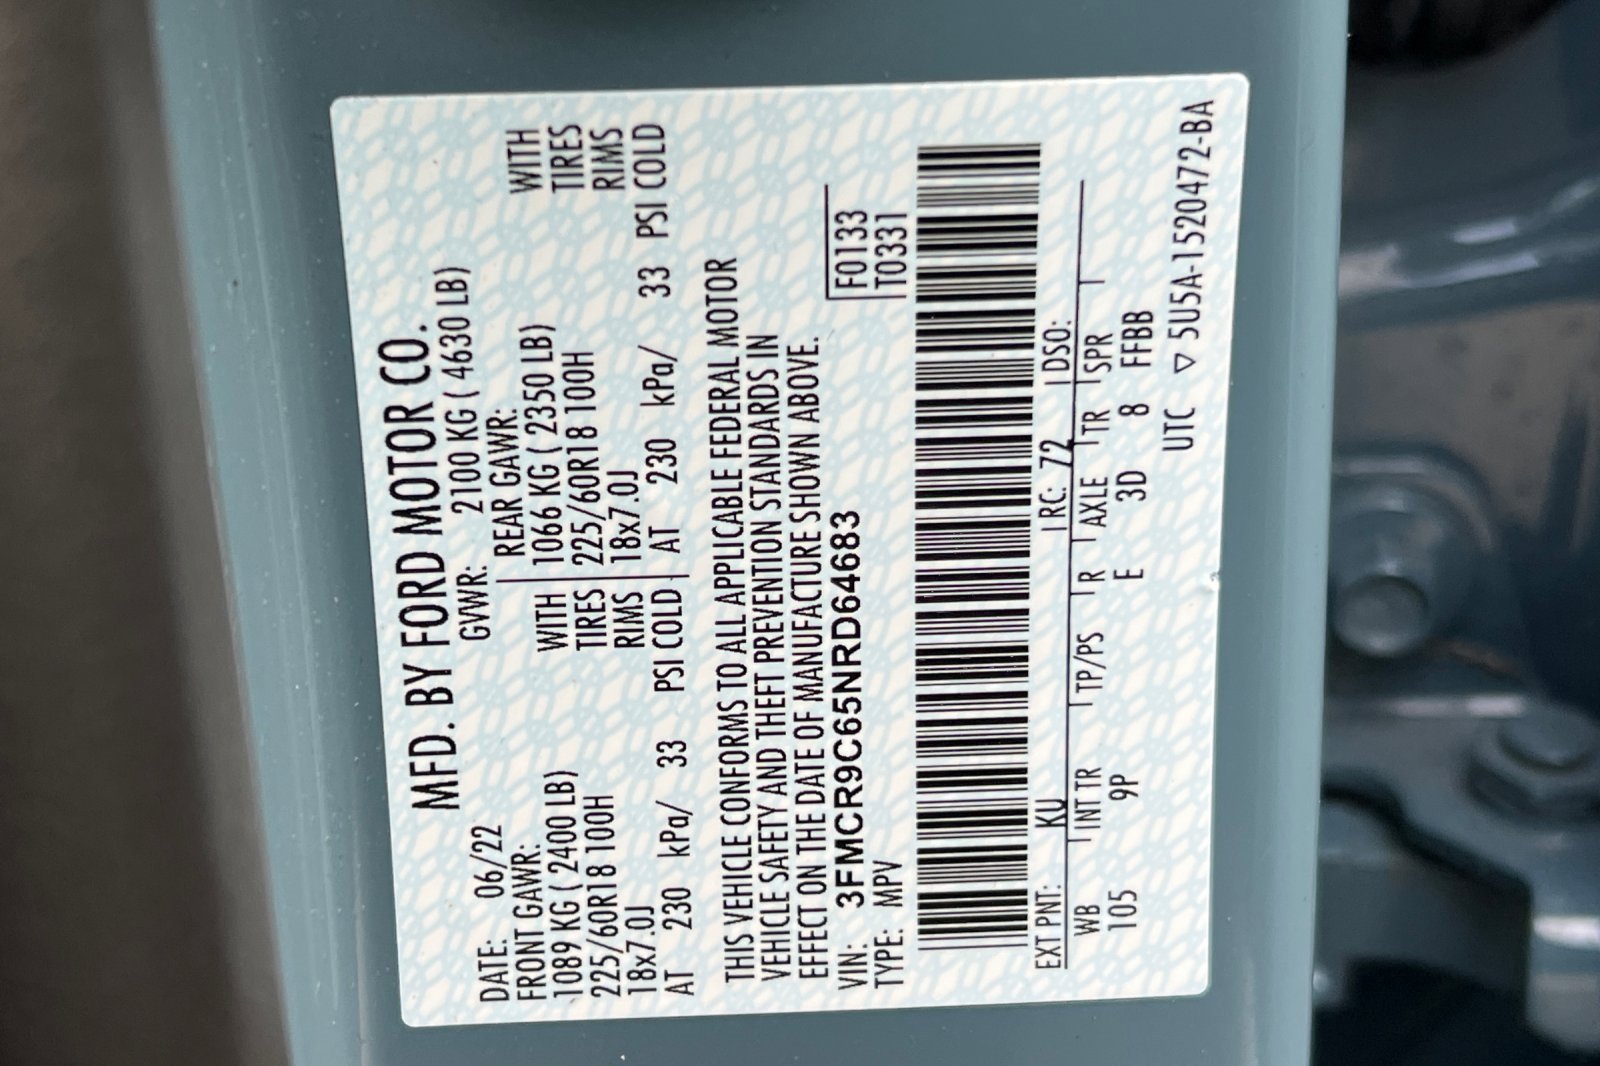 MFD. BY FORD MOTOR CO.
DATE: 06/22 GVWR: 2100 KG ( 4630 LB)
FRONT GAWR: REAR GAWR:
1089 KG ( 2400 LB) WITH 1066 KG ( 2350 LB) WITH
225/60R18 100H TIRES 225/60R18 100H TIRES
18x7.0J RIMS 18x7.0J RIMS
AT 230 kPa/ 33 PSI COLD AT 230 kPa/ 33 PSI COLD
THIS VEHICLE CONFORMS TO ALL APPLICABLE FEDERAL MOTOR
VEHICLE SAFETY AND THEFT PREVENTION STANDARDS IN
EFFECT ON THE DATE OF MANUFACTURE SHOWN ABOVE.
VIN: 3FMCR9C65NRD64683 F0133
TYPE: MPV T0331
EXT PNT: KU RC: 72 DSO:
WB INT TR TP/PS R AXLE TR SPR
105 9P E 3D 8 FFBB
UTC ▽ 5U5A-1520472-BA